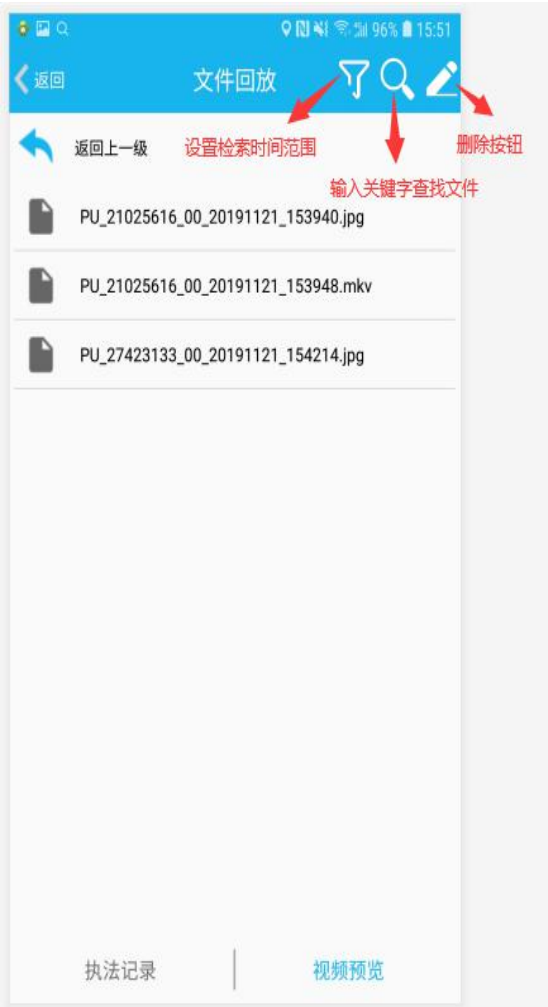 96% 15:51
返回 文件回放
返回上一级 设置检索时间范围 删除按钮
输入关键字查找文件
PU_21025616_00_20191121_153940.jpg
PU_21025616_00_20191121_153948.mkv
PU_27423133_00_20191121_154214.jpg
执法记录 视频预览